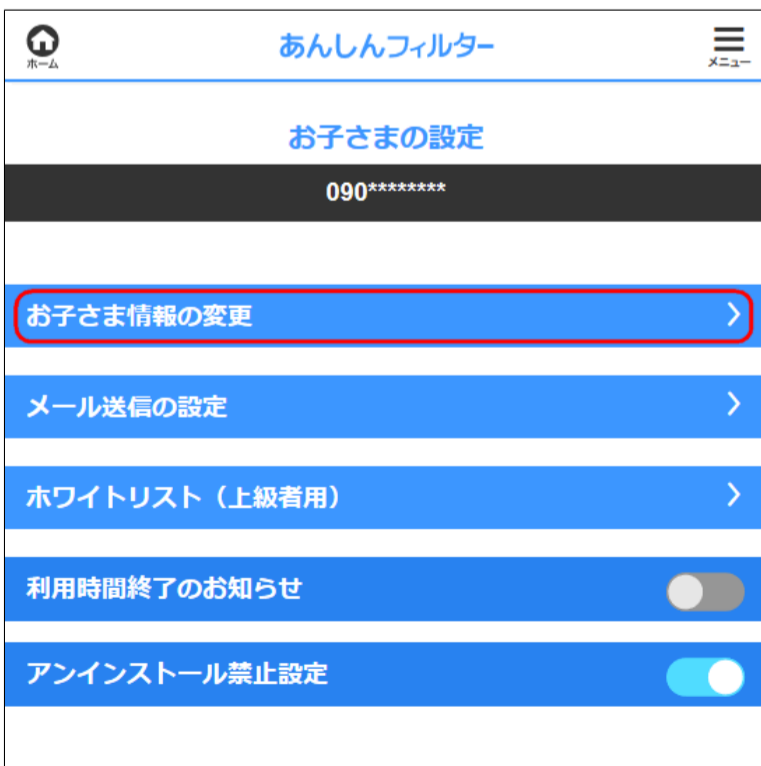 あんしんフィルター
ホーム
メニュー
お子さまの設定
090********
お子さま情報の変更
メール送信の設定
ホワイトリスト（上級者用）
利用時間終了のお知らせ
アンインストール禁止設定